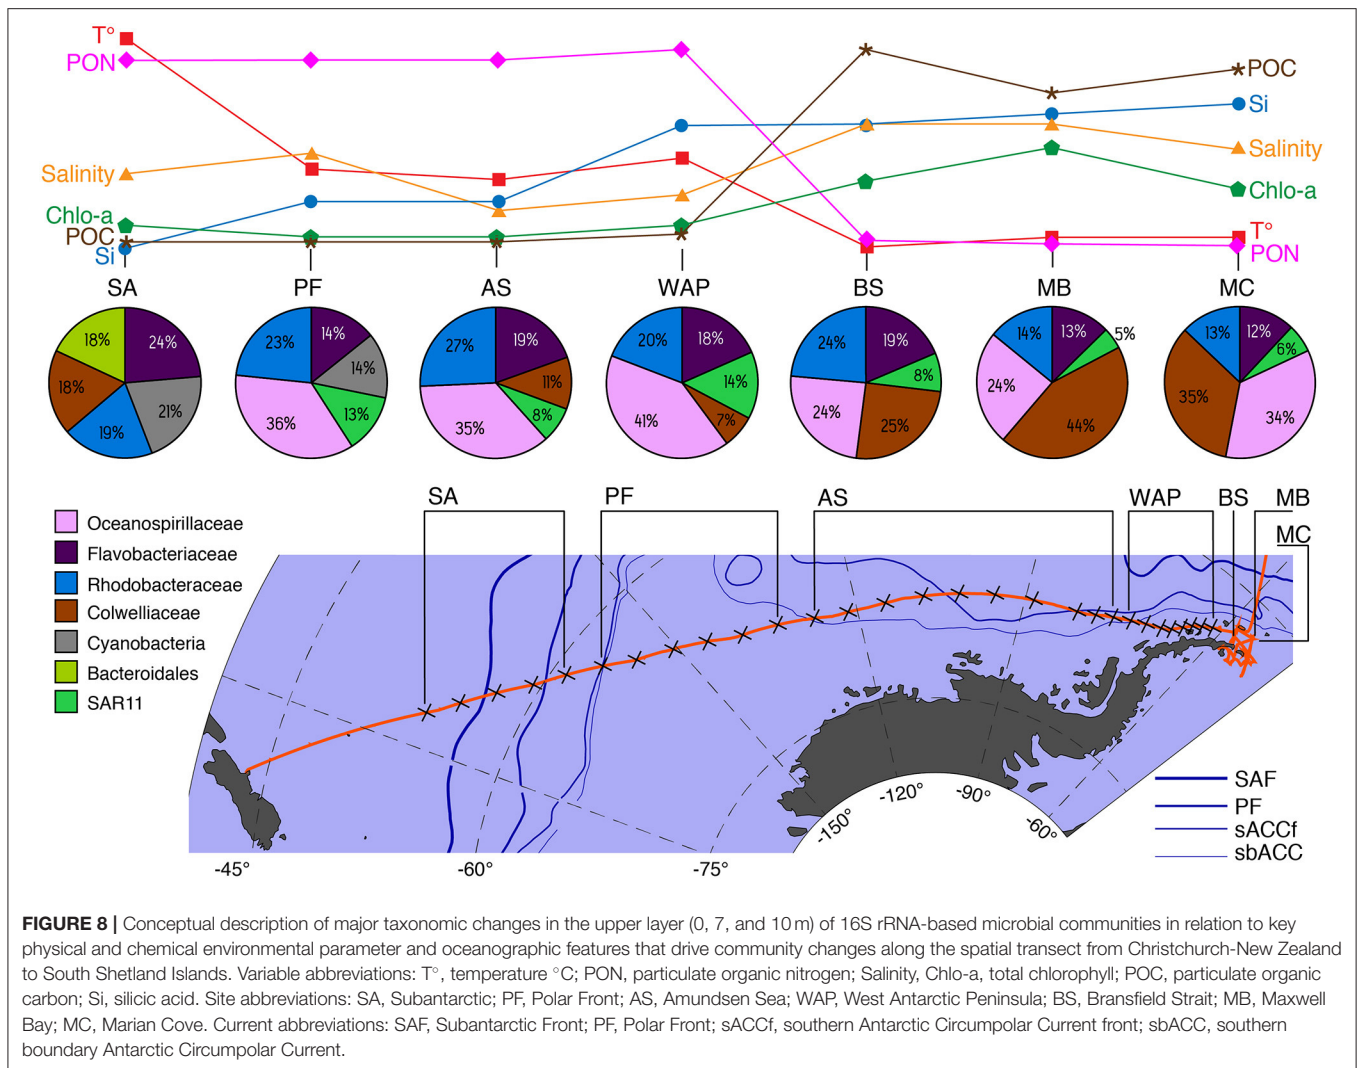 T°
PON
Salinity
Chlo-a
POC
Si
POC
Si
Salinity
Chlo-a
T°
PON
SA PF AS WAP BS MB MC
18% 24% 21% 19% 18%
23% 14% 14% 13% 36%
27% 19% 11% 8% 35%
20% 18% 14% 7% 41%
24% 19% 8% 25% 24%
14% 13% 5% 44% 24%
13% 12% 6% 34% 35%
SA PF AS WAP BS MB
MC
Oceanospirillaceae
Flavobacteriaceae
Rhodobacteraceae
Colwelliaceae
Cyanobacteria
Bacteroidales
SAR11
SAF
PF
sACCf
sbACC
-150° -120° -90° -60°
-45° -60° -75°
FIGURE 8 | Conceptual description of major taxonomic changes in the upper layer (0, 7, and 10 m) of 16S rRNA-based microbial communities in relation to key
physical and chemical environmental parameter and oceanographic features that drive community changes along the spatial transect from Christchurch-New Zealand
to South Shetland Islands. Variable abbreviations: T°, temperature °C; PON, particulate organic nitrogen; Salinity, Chlo-a, total chlorophyll; POC, particulate organic
carbon; Si, silicic acid. Site abbreviations: SA, Subantarctic; PF, Polar Front; AS, Amundsen Sea; WAP, West Antarctic Peninsula; BS, Bransfield Strait; MB, Maxwell
Bay; MC, Marian Cove. Current abbreviations: SAF, Subantarctic Front; PF, Polar Front; sACCf, southern Antarctic Circumpolar Current front; sbACC, southern
boundary Antarctic Circumpolar Current.